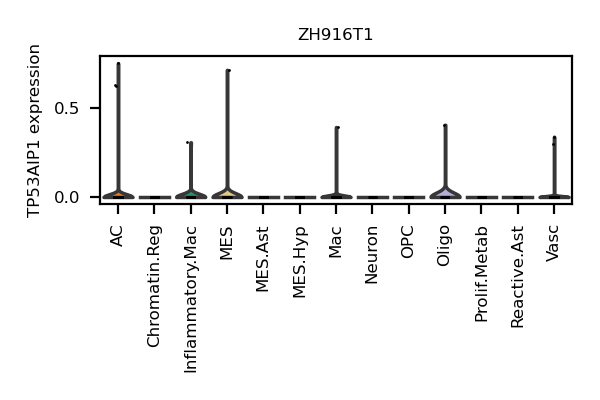 ZH916T1
TP53AIP1 expression
0.5
0.0
AC
Chromatin.Reg
Inflammatory.Mac
MES
MES.Ast
MES.Hyp
Mac
Neuron
OPC
Oligo
Prolif.Metab
Reactive.Ast
Vasc